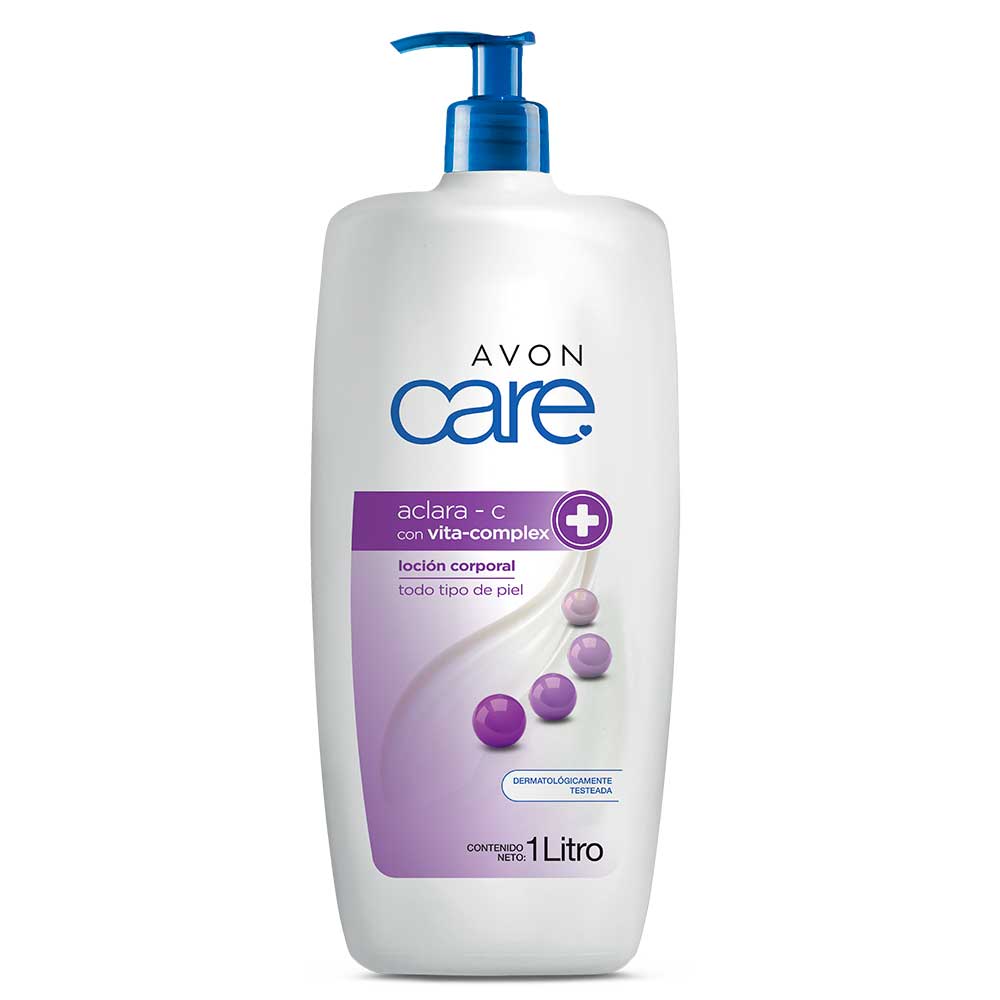 AVON
care
aclara - c
con vita-complex
loción corporal
todo tipo de piel
DERMATOLÓGICAMENTE
TESTEADA
CONTENIDO
NETO: 1 Litro